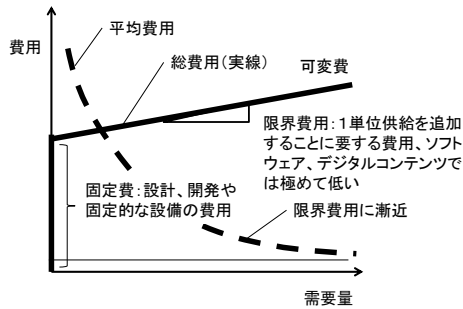 平均費用
費用
総費用(実線)
可変費
限界費用：１単位供給を追加
することに要する費用、ソフト
ウェア、デジタルコンテンツで
は極めて低い
固定費：設計、開発や
固定的な設備の費用
限界費用に漸近
需要量